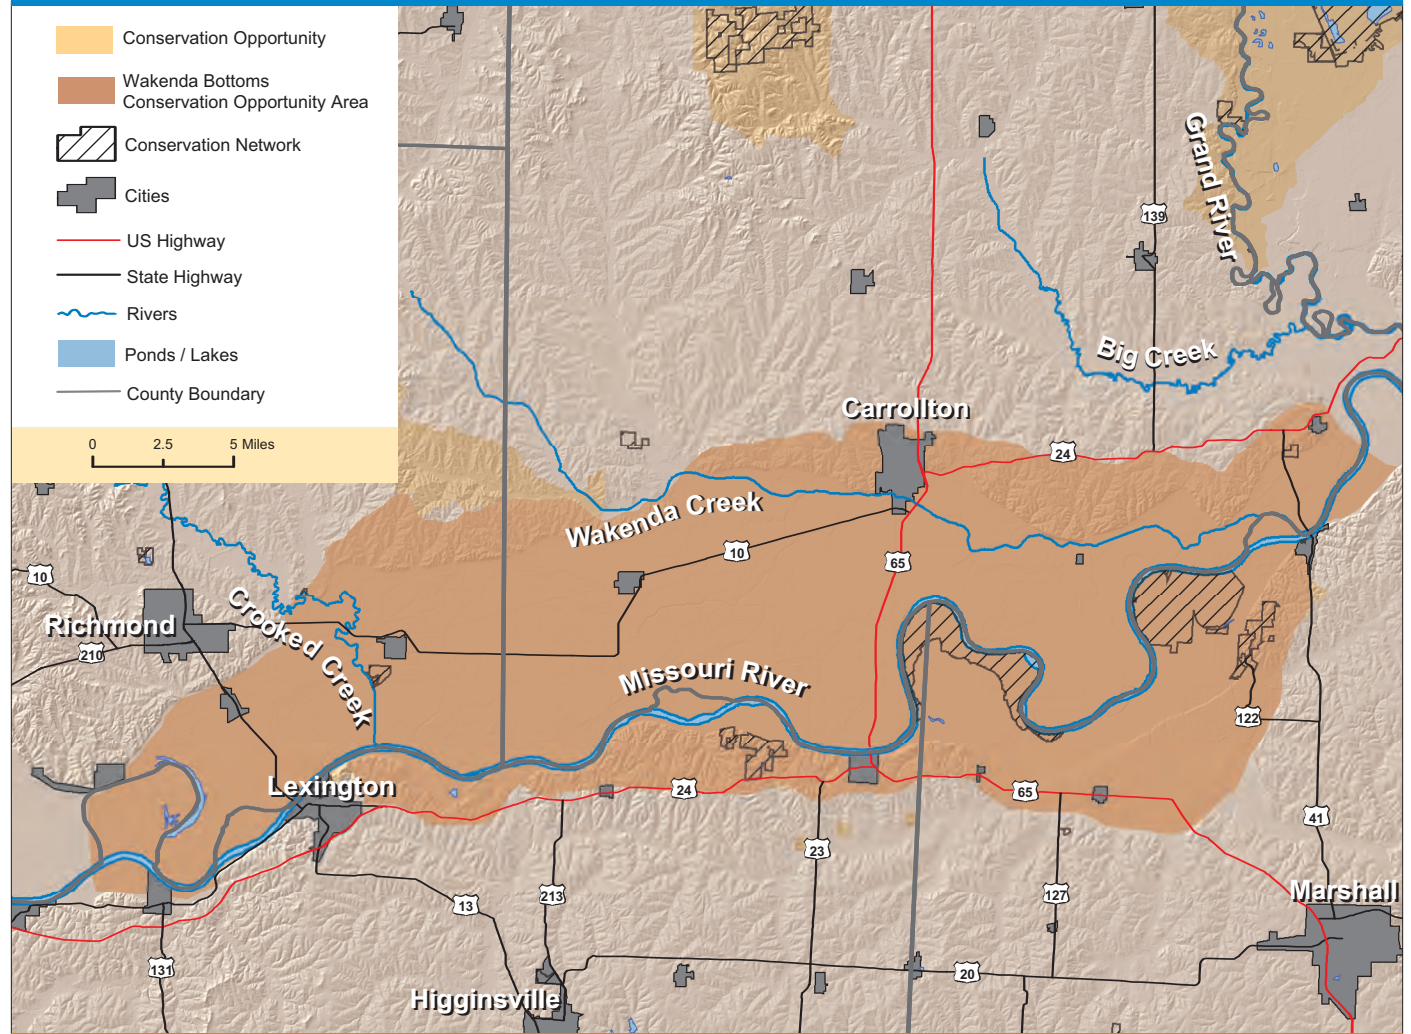 Conservation Opportunity
Wakenda Bottoms
Conservation Opportunity Area
Conservation Network
Cities
US Highway
State Highway
Rivers
Ponds / Lakes
County Boundary
0 2.5 5 Miles
Grand River
139
Big Creek
Carrollton
24
Wakenda Creek
10
65
10
Crooked Creek
Richmond
210
Missouri River
122
Lexington
24
65
41
23
Marshall
13
213
127
131
20
Higginsville